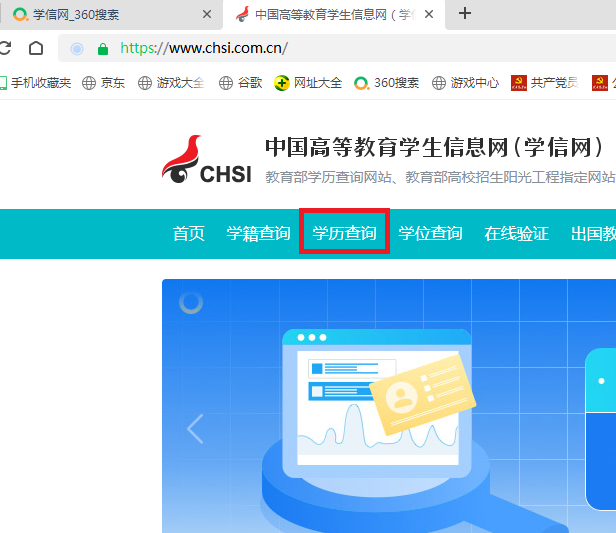 学信网_360搜索
中国高等教育学生信息网（学信
https://www.chsi.com.cn/
手机收藏夹 京东 游戏大全 谷歌 网址大全 360搜索 游戏中心 共产党员
CHSI
中国高等教育学生信息网(学信网)
教育部学历查询网站、教育部高校招生阳光工程指定网站
首页 学籍查询 学历查询 学位查询 在线验证 出国教